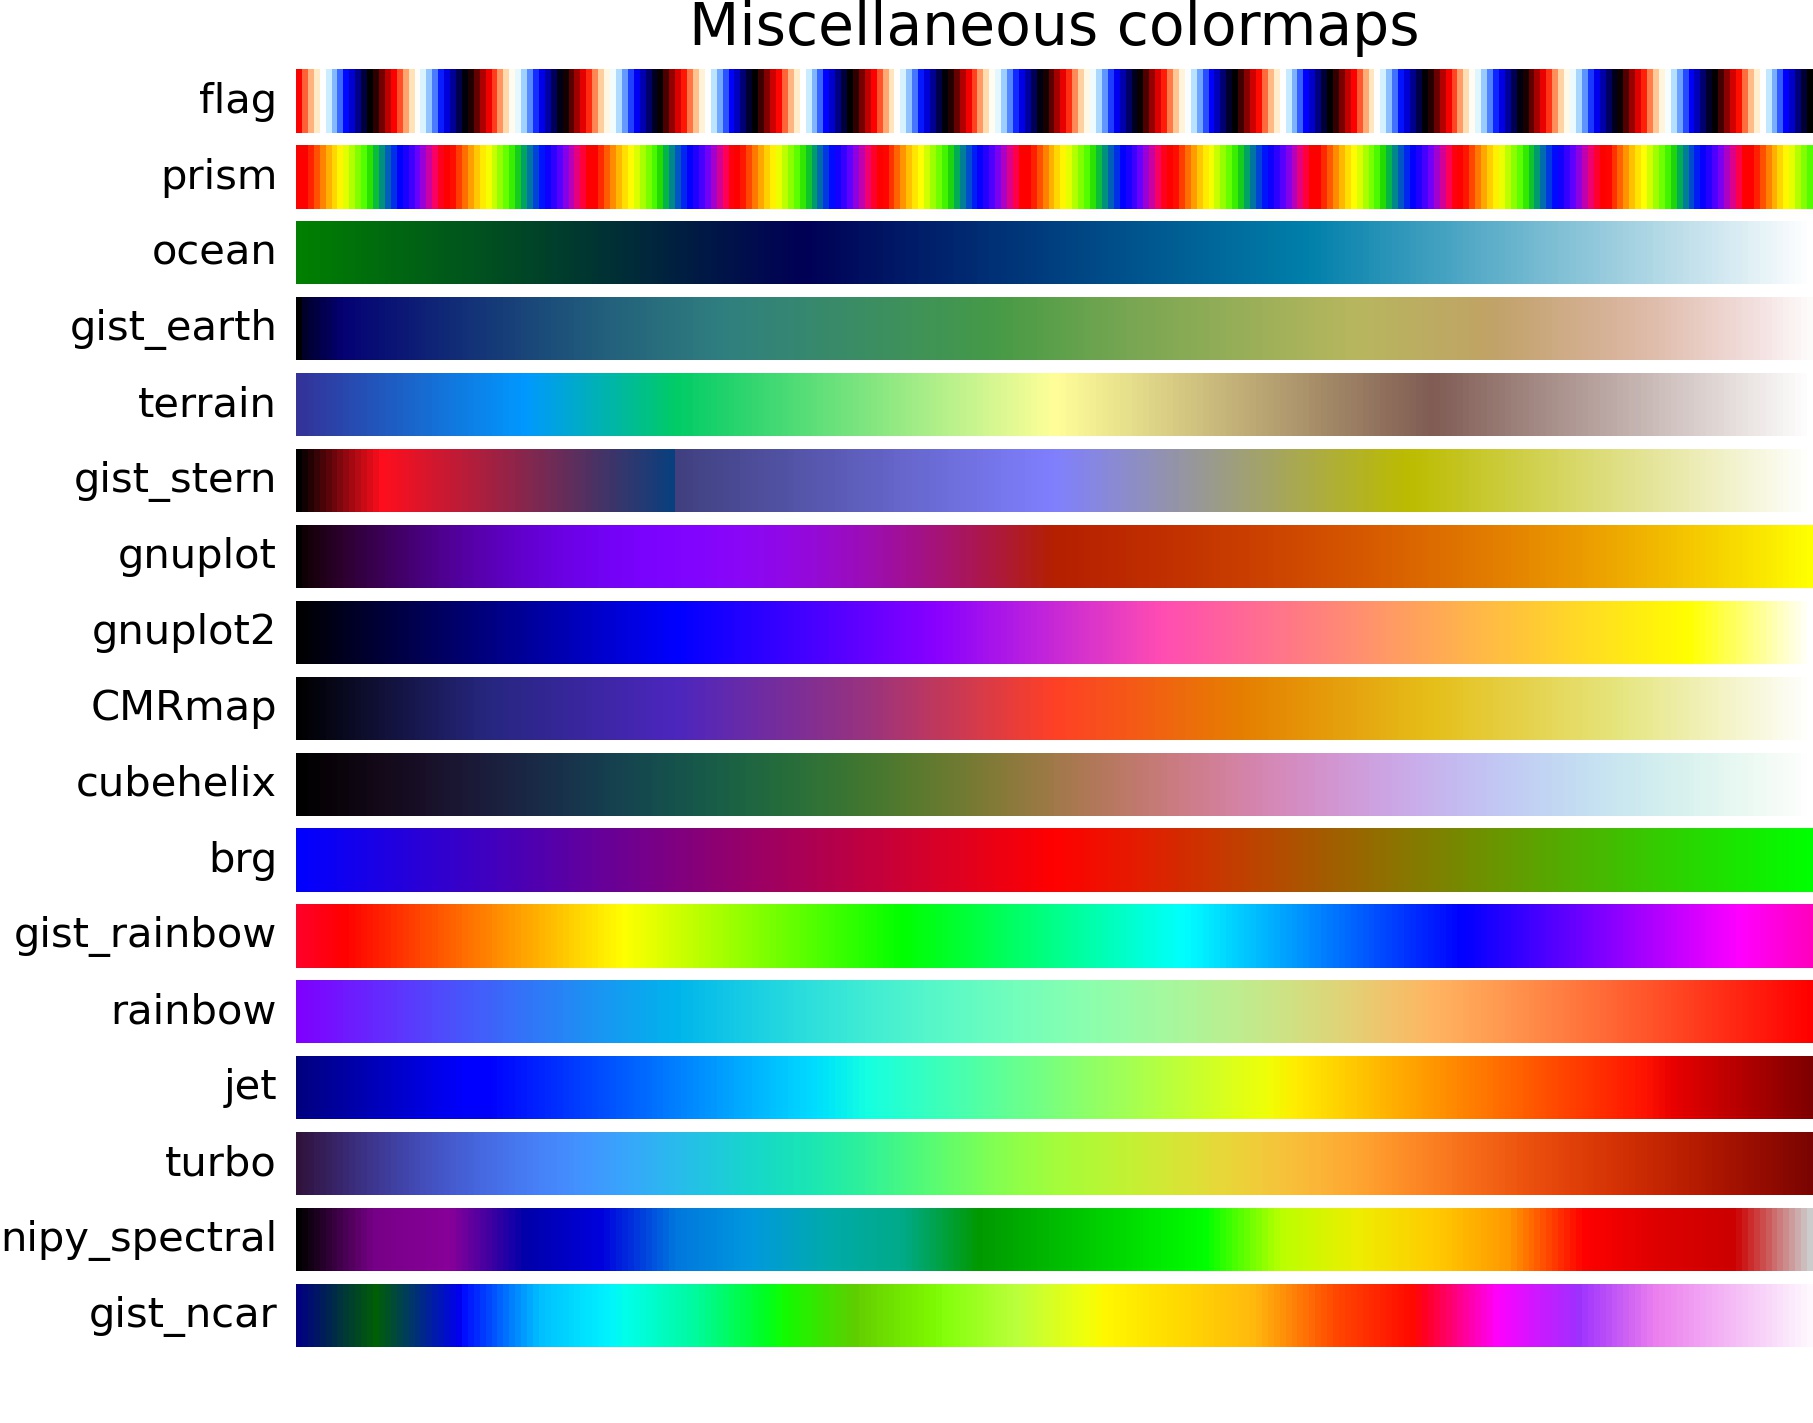 Miscellaneous colormaps
flag
prism
ocean
gist_earth
terrain
gist_stern
gnuplot
gnuplot2
CMRmap
cubehelix
brg
gist_rainbow
rainbow
jet
turbo
nipy_spectral
gist_ncar